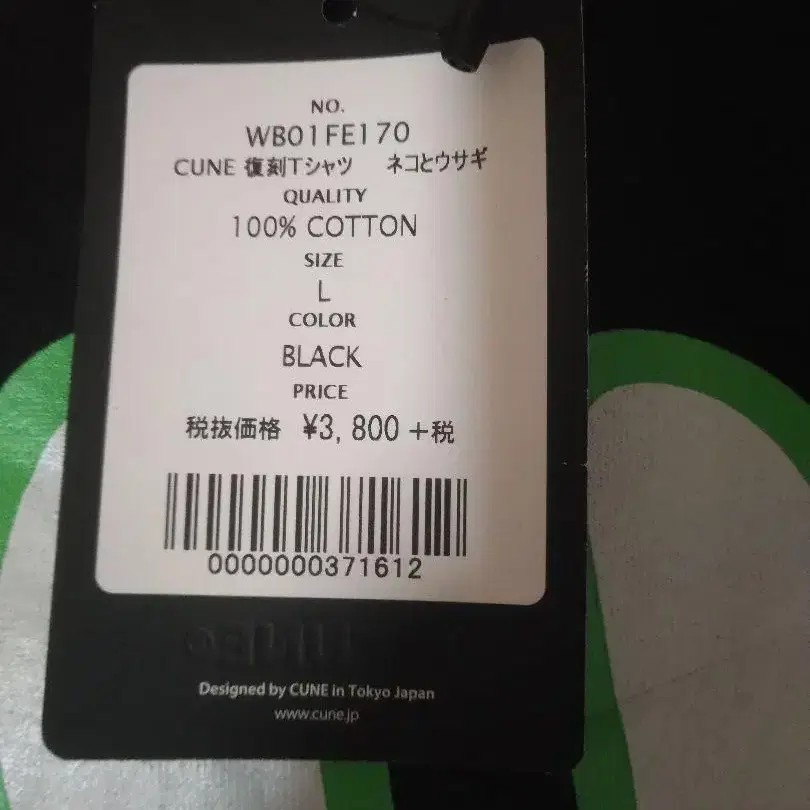 NO.
WB01FE170
CUNE 復刻Tシャツ ネコとウサギ
QUALITY
100% COTTON
SIZE
L
COLOR
BLACK
PRICE
税抜価格 ¥3,800 +税
0000000371612
Designed by CUNE in Tokyo Japan
www.cune.jp